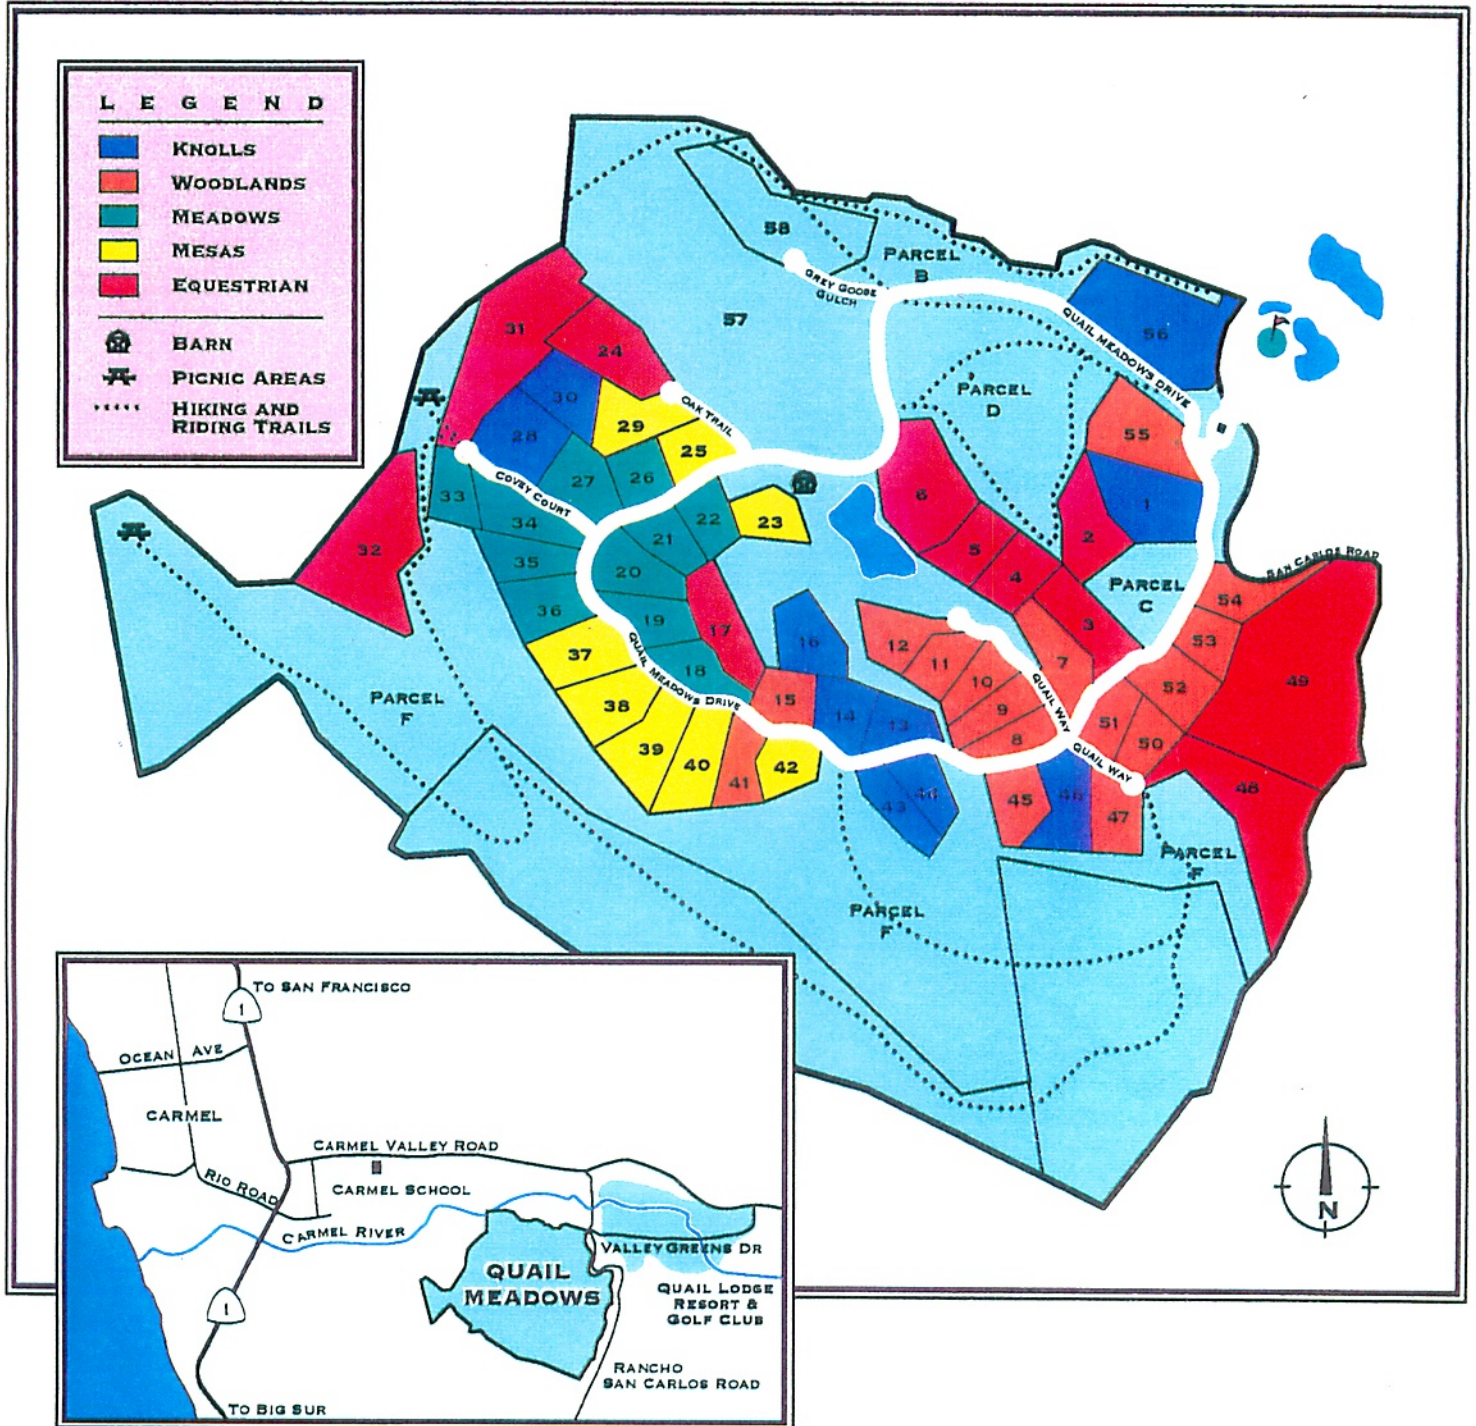 LEGEND
KNOLLS
WOODLANDS
MEADOWS
MESAS
EQUESTRIAN
BARN
PICNIC AREAS
HIKING AND
RIDING TRAILS
58
PARCEL
B
GREY GOOSE
GULCH
57
QUAIL MEADOWS DRIVE
56
31
24
PARCEL
D
30
29
OAK TRAIL
55
28
25
27
26
6
1
33
COVEY COURT
34
22
23
21
2
32
5
SAN CARLOS ROAD
35
20
4
PARCEL
C
54
36
19
17
3
53
16
12
37
QUAIL MEADOWS DRIVE
18
11
7
10
52
49
PARCEL
F
38
15
14
13
9
QUAIL WAY
51
39
8
50
40
42
QUAIL WAY
41
43
44
45
46
47
48
PARCEL
F
PARCEL
F
N
TO SAN FRANCISCO
1
OCEAN AVE
CARMEL
CARMEL VALLEY ROAD
RIO ROAD
CARMEL SCHOOL
CARMEL RIVER
VALLEY GREENS DR
QUAIL
MEADOWS
QUAIL LODGE
RESORT &
GOLF CLUB
1
RANCHO
SAN CARLOS ROAD
TO BIG SUR